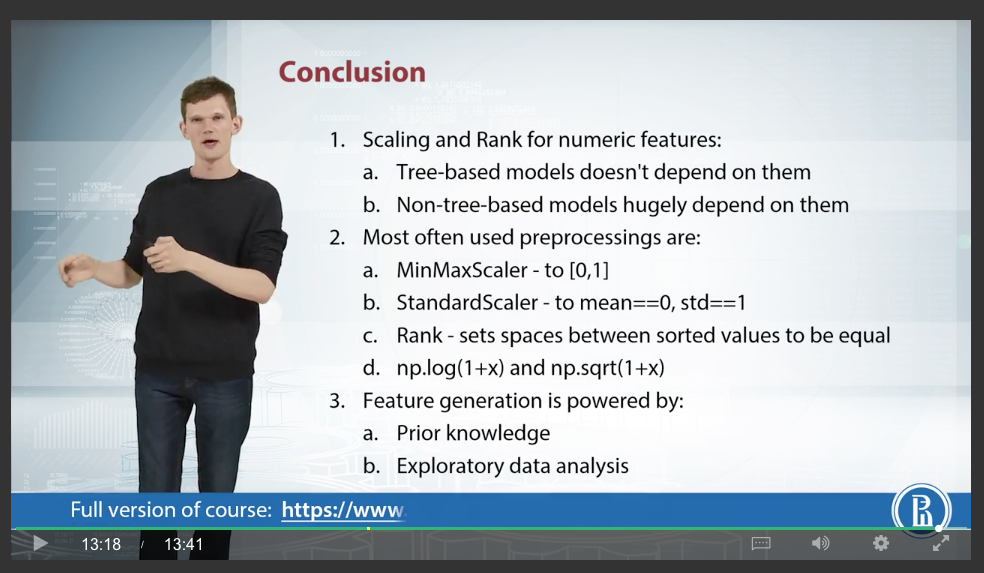 Conclusion
1. Scaling and Rank for numeric features:
a. Tree-based models doesn't depend on them
b. Non-tree-based models hugely depend on them
2. Most often used preprocessings are:
a. MinMaxScaler - to [0,1]
b. StandardScaler - to mean==0, std==1
c. Rank - sets spaces between sorted values to be equal
d. np.log(1+x) and np.sqrt(1+x)
3. Feature generation is powered by:
a. Prior knowledge
b. Exploratory data analysis
Full version of course: https://www.
13:18 / 13:41